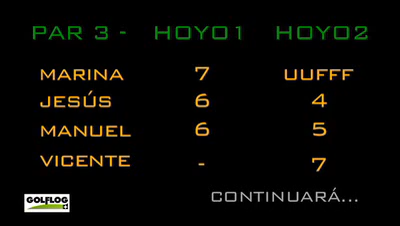 PAR 3 - HOYO1 HOYO2
MARINA 7 UUFFF
JESÚS 6 4
MANUEL 6 5
VICENTE - 7
CONTINUARÁ...
GOLFLOG